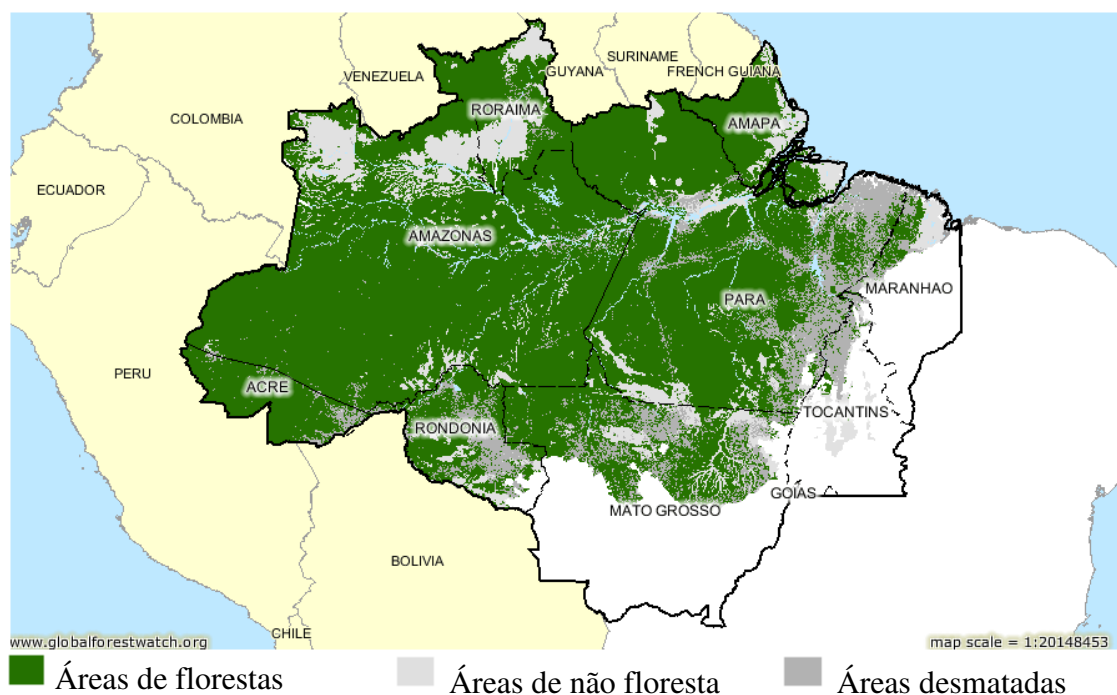 SURINAME
GUYANA
FRENCH GUIANA
VENEZUELA
RORAIMA
COLOMBIA
AMAPA
ECUADOR
AMAZONAS
MARANHAO
PARA
PERU
ACRE
TOCANTINS
RONDONIA
GOIAS
MATO GROSSO
BOLIVIA
CHILE
www.globalforestwatch.org
map scale = 1:20148453
Áreas de florestas
Áreas de não floresta
Áreas desmatadas